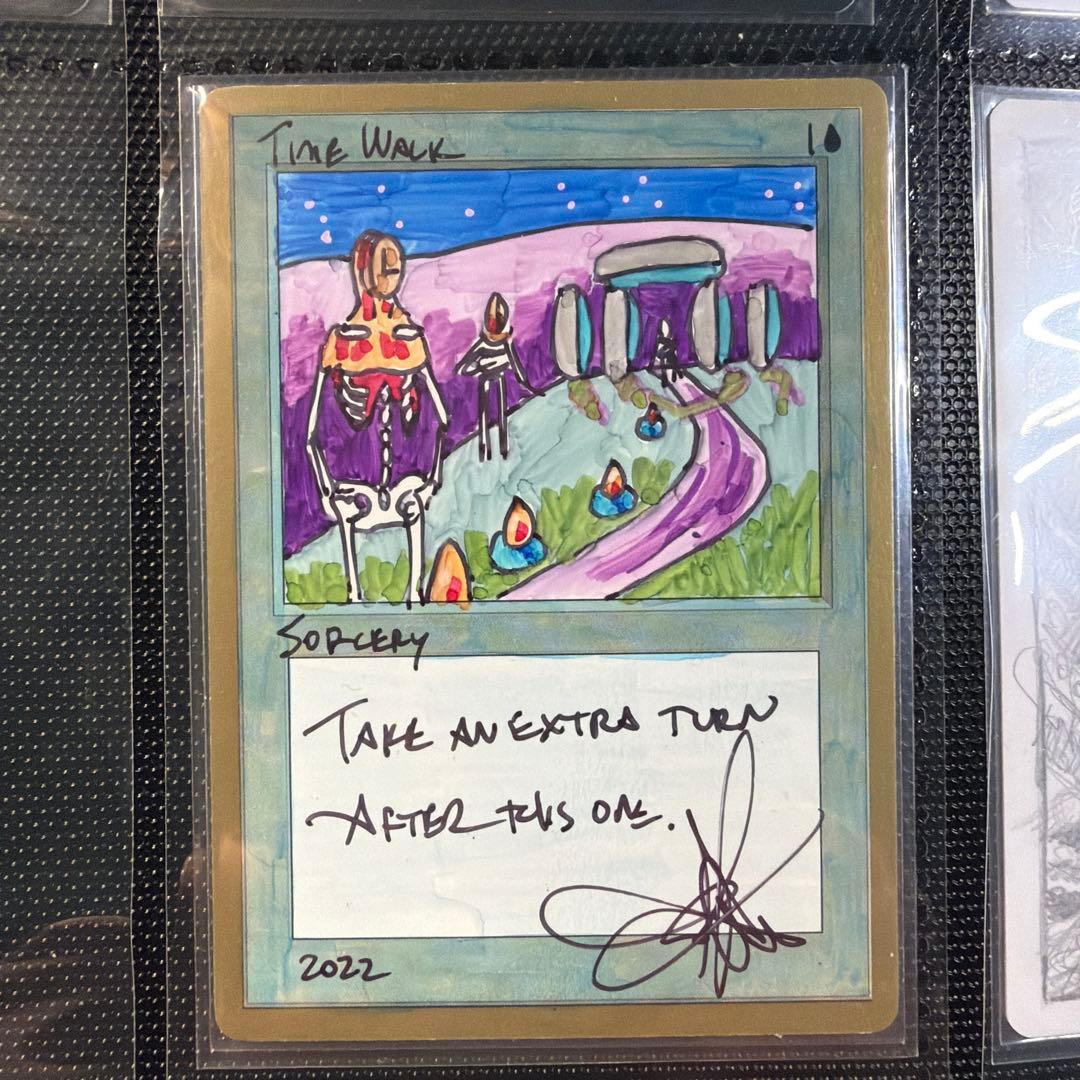 TIME WALK 1
SORCERY
TAKE AN EXTRA TURN
AFTER THIS ONE.
2022